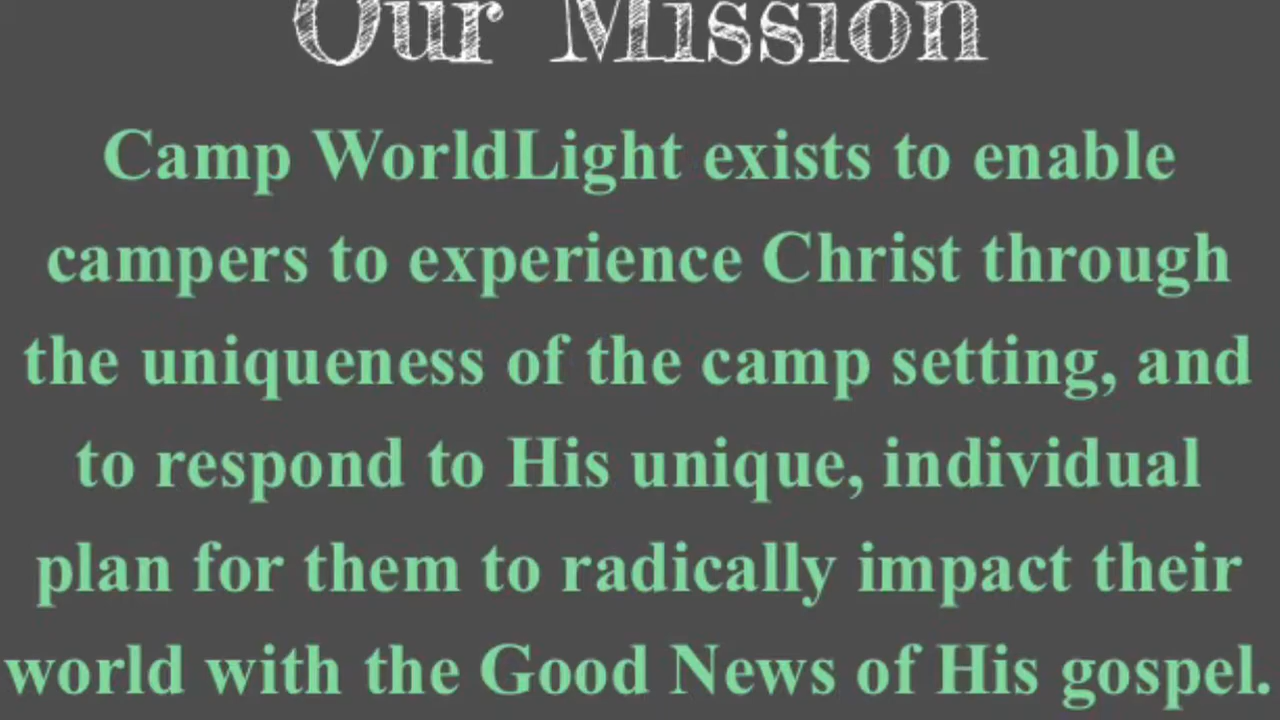 Our Mission
Camp WorldLight exists to enable
campers to experience Christ through
the uniqueness of the camp setting, and
to respond to His unique, individual
plan for them to radically impact their
world with the Good News of His gospel.